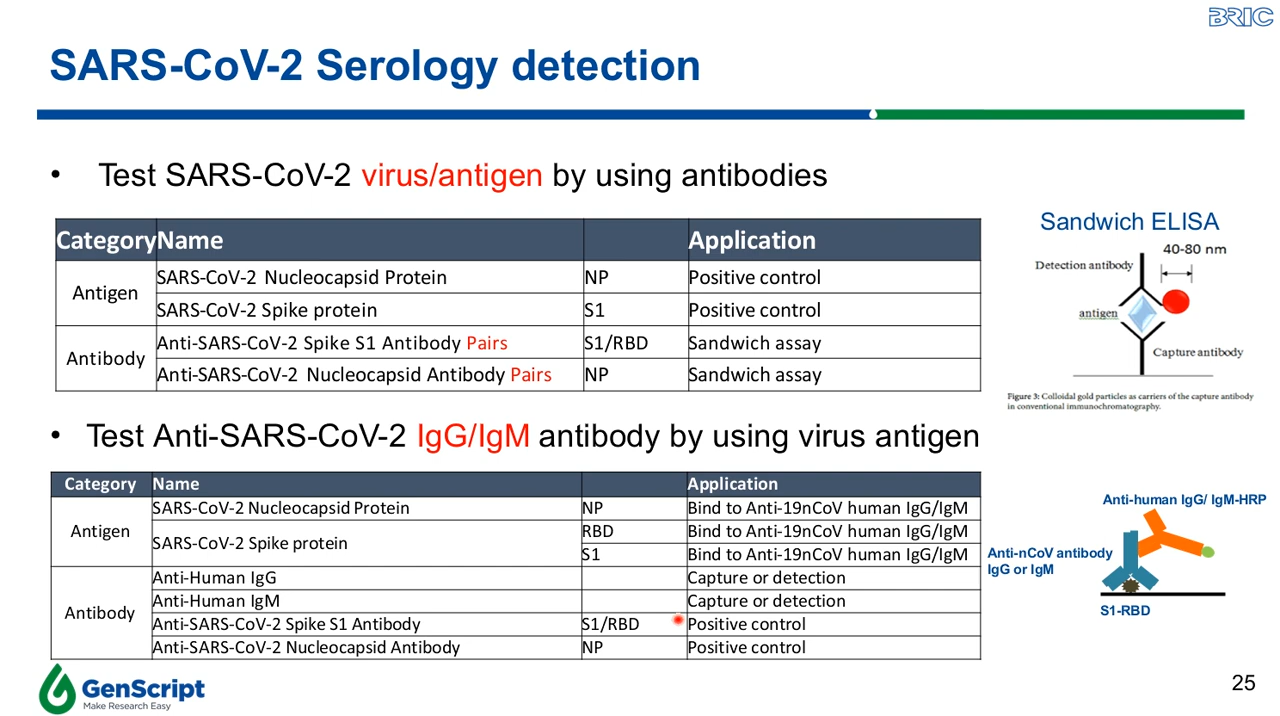 BRIC
SARS-CoV-2 Serology detection
• Test SARS-CoV-2 virus/antigen by using antibodies
Category Name Application
Antigen
SARS-CoV-2 Nucleocapsid Protein NP Positive control
SARS-CoV-2 Spike protein S1 Positive control
Antibody
Anti-SARS-CoV-2 Spike S1 Antibody Pairs S1/RBD Sandwich assay
Anti-SARS-CoV-2 Nucleocapsid Antibody Pairs NP Sandwich assay
Sandwich ELISA
40-80 nm
Detection antibody
antigen
Capture antibody
Figure 3: Colloidal gold particles as carriers of the capture antibody
in conventional immunochromatography.
• Test Anti-SARS-CoV-2 IgG/IgM antibody by using virus antigen
Category Name Application
Antigen
SARS-CoV-2 Nucleocapsid Protein NP Bind to Anti-19nCoV human IgG/IgM
SARS-CoV-2 Spike protein
RBD Bind to Anti-19nCoV human IgG/IgM
S1 Bind to Anti-19nCoV human IgG/IgM
Antibody
Anti-Human IgG Capture or detection
Anti-Human IgM Capture or detection
Anti-SARS-CoV-2 Spike S1 Antibody S1/RBD Positive control
Anti-SARS-CoV-2 Nucleocapsid Antibody NP Positive control
Anti-human IgG/ IgM-HRP
Anti-nCoV antibody
IgG or IgM
S1-RBD
GenScript
Make Research Easy
25